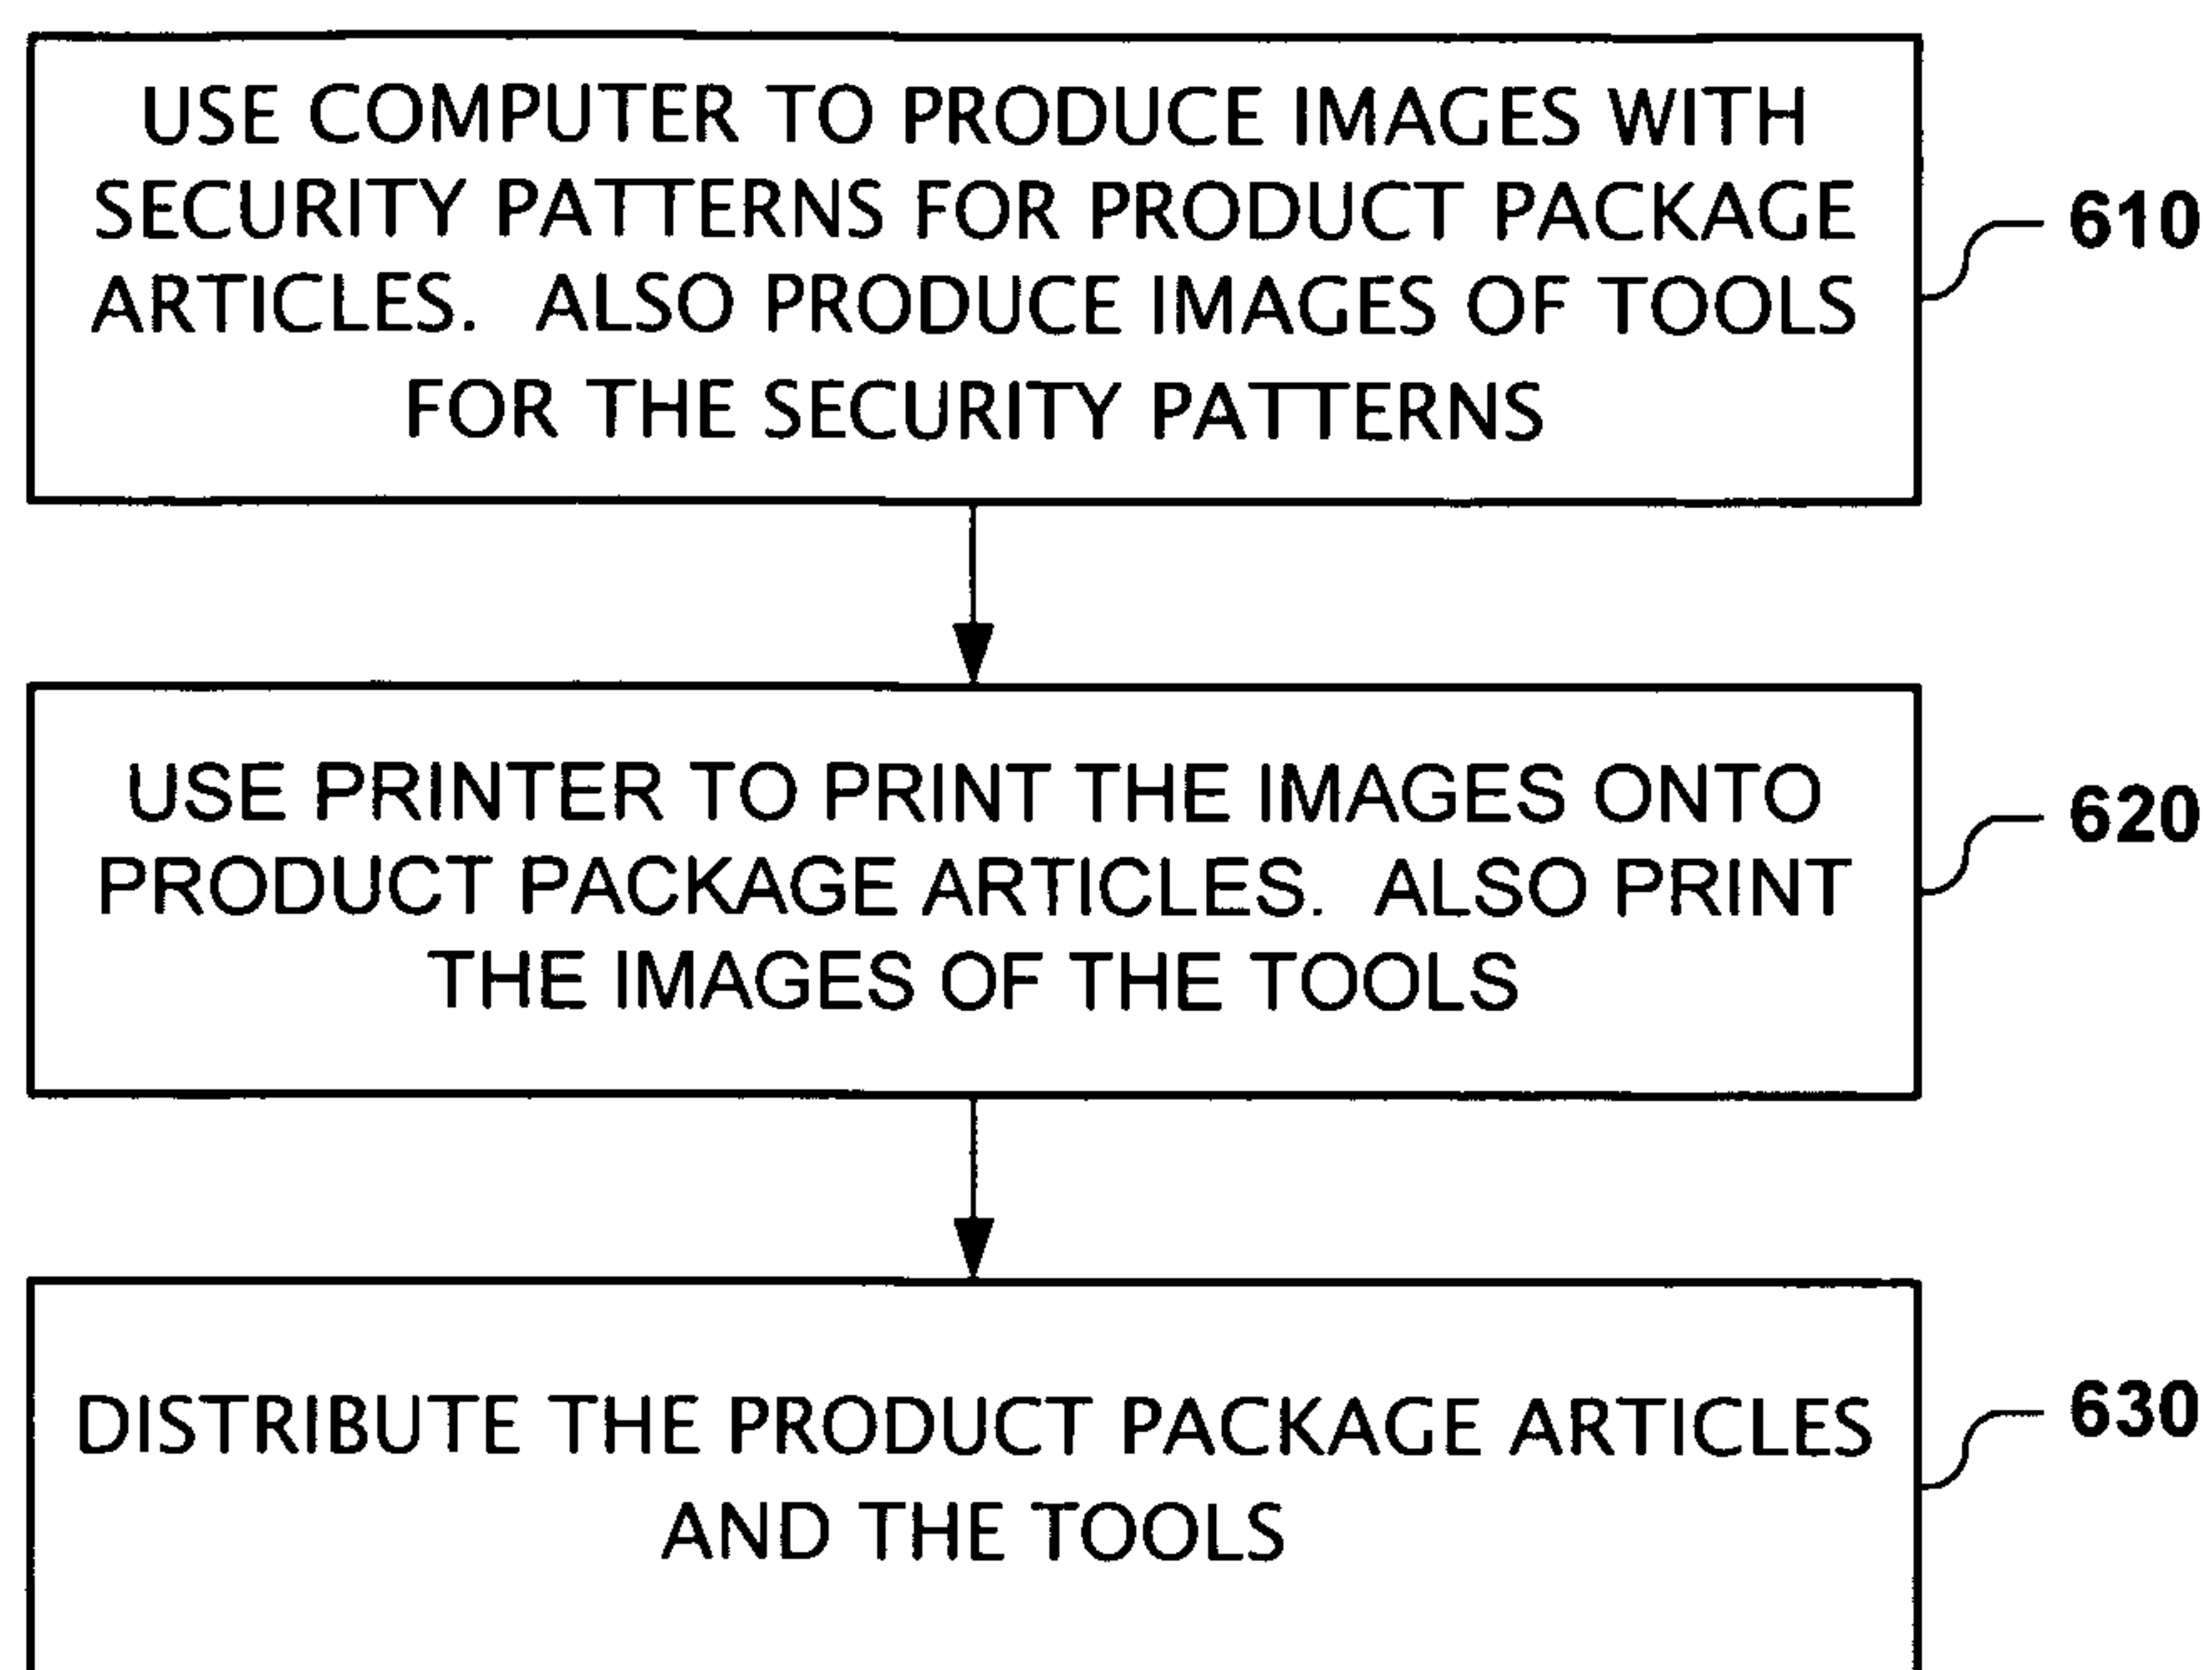 USE COMPUTER TO PRODUCE IMAGES WITH
SECURITY PATTERNS FOR PRODUCT PACKAGE
ARTICLES. ALSO PRODUCE IMAGES OF TOOLS
FOR THE SECURITY PATTERNS
610
USE PRINTER TO PRINT THE IMAGES ONTO
PRODUCT PACKAGE ARTICLES. ALSO PRINT
THE IMAGES OF THE TOOLS
620
DISTRIBUTE THE PRODUCT PACKAGE ARTICLES
AND THE TOOLS
630